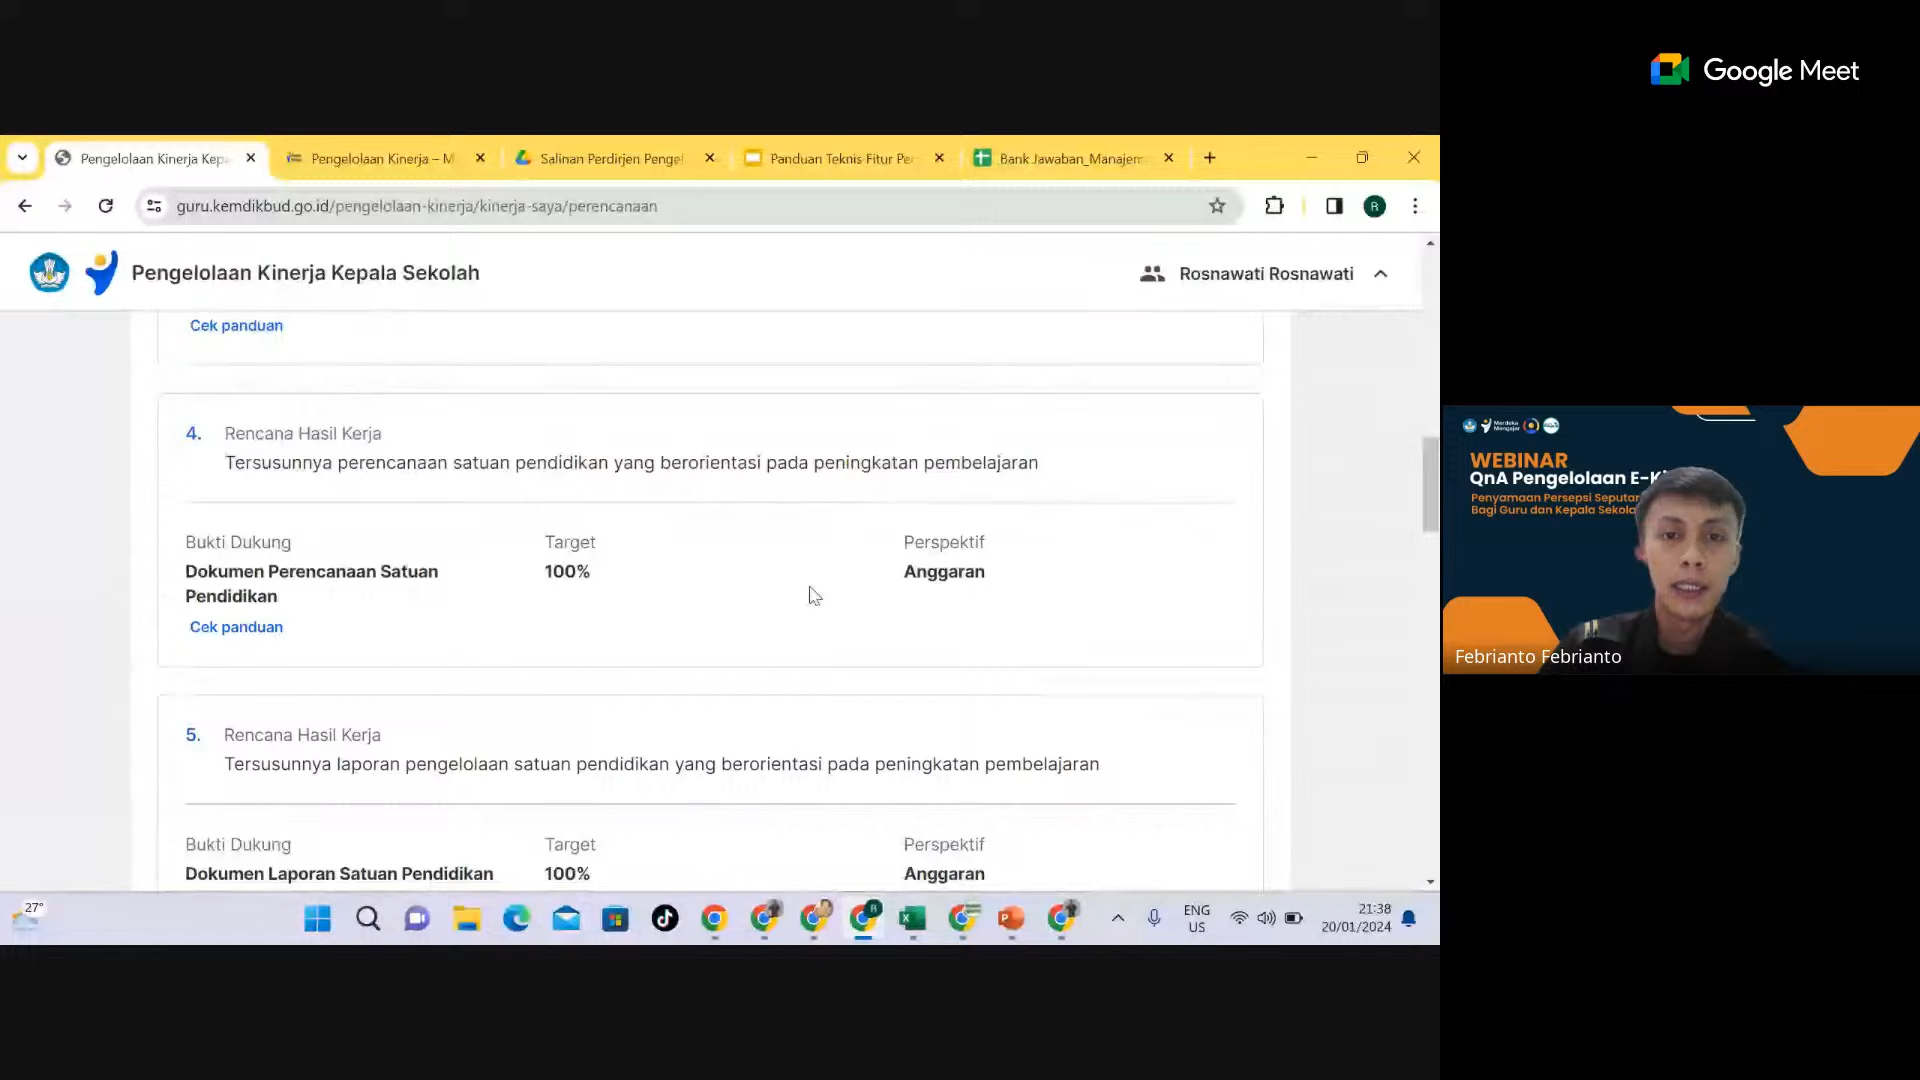 Google Meet
Pengelolaan Kinerja Kep
Pengelolaan Kinerja – M
Salinan Perdirjen Pengel
Panduan Teknis Fitur Pe
Bank Jawaban_Manajem
guru.kemdikbud.go.id/pengelolaan-kinerja/kinerja-saya/perencanaan
R
Pengelolaan Kinerja Kepala Sekolah
Rosnawati Rosnawati
Cek panduan
4. Rencana Hasil Kerja
Tersusunnya perencanaan satuan pendidikan yang berorientasi pada peningkatan pembelajaran
Bukti Dukung Target Perspektif
Dokumen Perencanaan Satuan 100% Anggaran
Pendidikan
Cek panduan
5. Rencana Hasil Kerja
Tersusunnya laporan pengelolaan satuan pendidikan yang berorientasi pada peningkatan pembelajaran
Bukti Dukung Target Perspektif
Dokumen Laporan Satuan Pendidikan 100% Anggaran
27°
ENG
US
21:38
20/01/2024
Merdeka
Mengajar
WEBINAR
QnA Pengelolaan E-Ki
Penyamaan Persepsi Seputar
Bagi Guru dan Kepala Sekola
Febrianto Febrianto